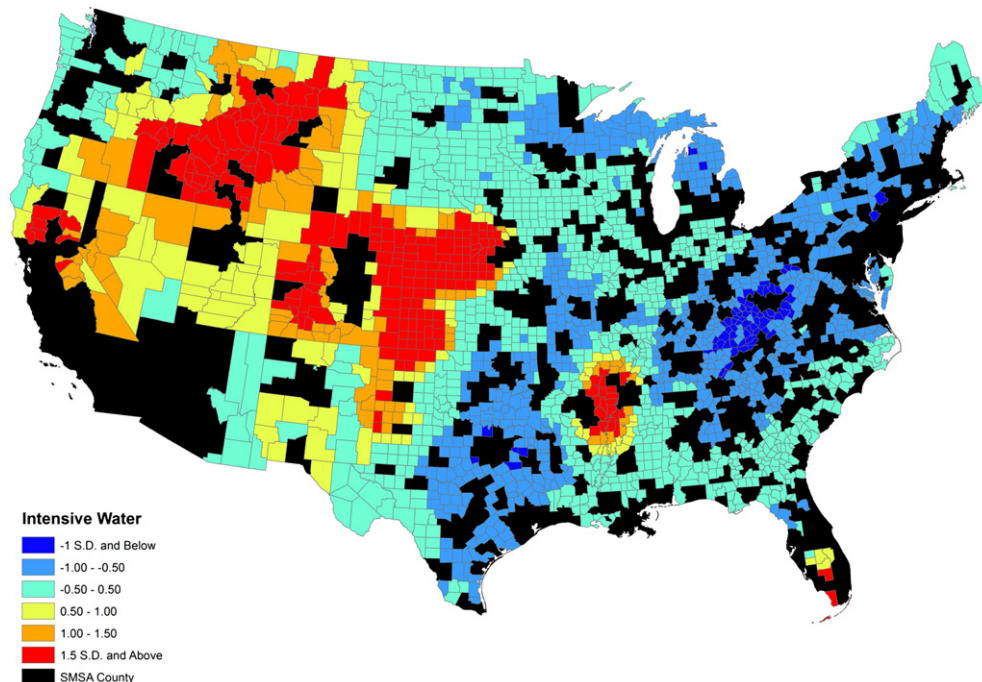 Intensive Water
-1 S.D. and Below
-1.00 - -0.50
-0.50 - 0.50
0.50 - 1.00
1.00 - 1.50
1.5 S.D. and Above
SMSA County